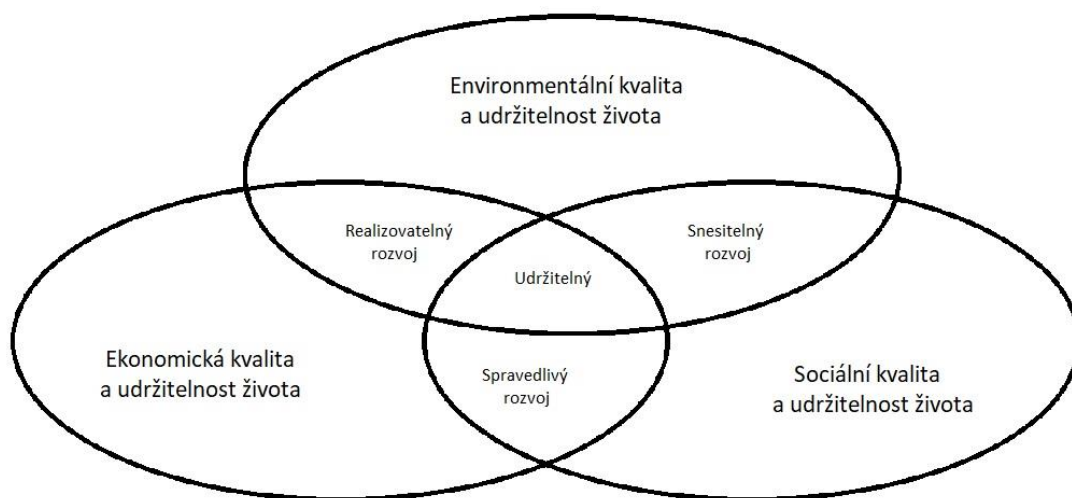 Environmentální kvalita
a udržitelnost života
Realizovatelný
rozvoj
Snesitelný
rozvoj
Udržitelný
Ekonomická kvalita
a udržitelnost života
Spravedlivý
rozvoj
Sociální kvalita
a udržitelnost života